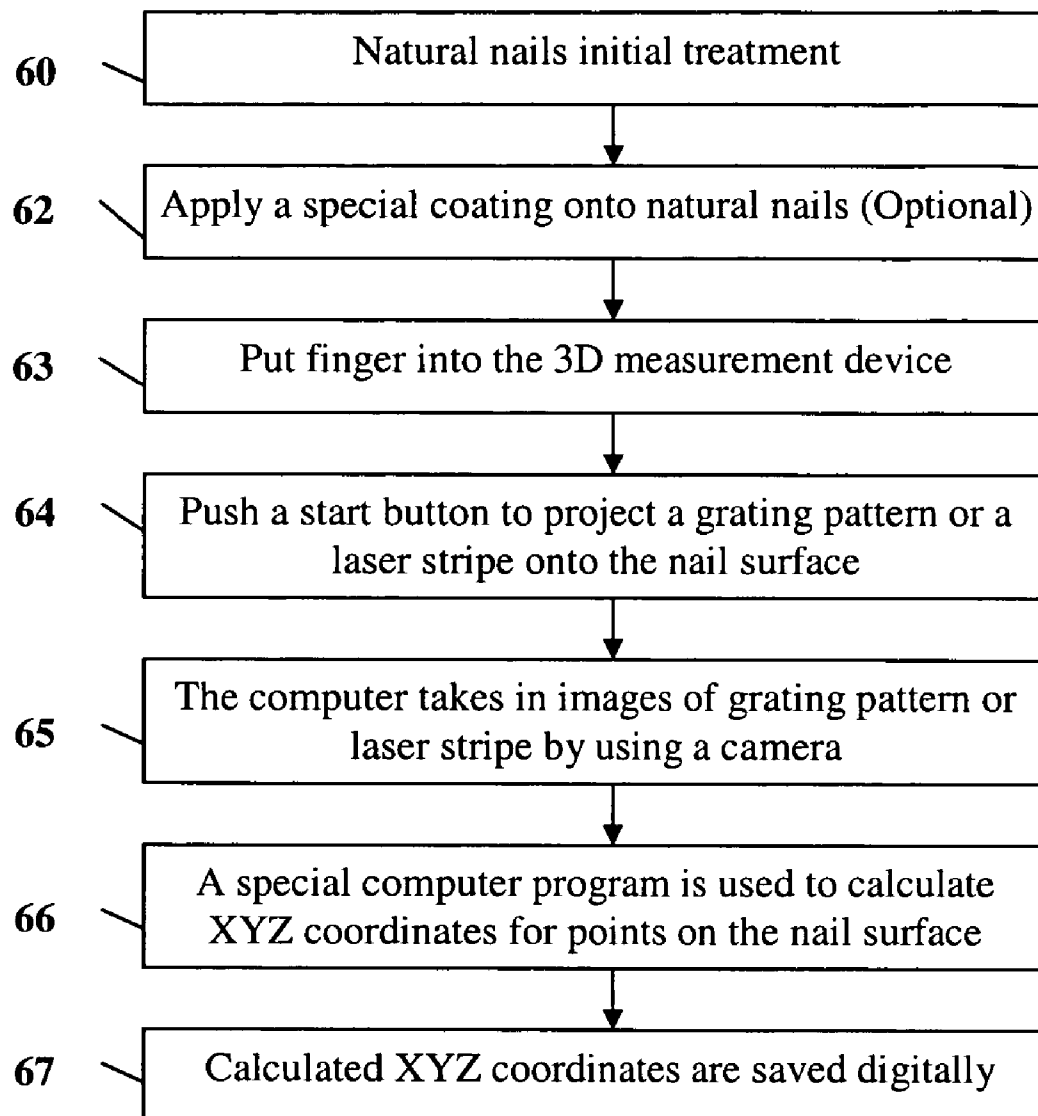 60 Natural nails initial treatment
62 Apply a special coating onto natural nails (Optional)
63 Put finger into the 3D measurement device
64 Push a start button to project a grating pattern or a
laser stripe onto the nail surface
65 The computer takes in images of grating pattern or
laser stripe by using a camera
66 A special computer program is used to calculate
XYZ coordinates for points on the nail surface
67 Calculated XYZ coordinates are saved digitally